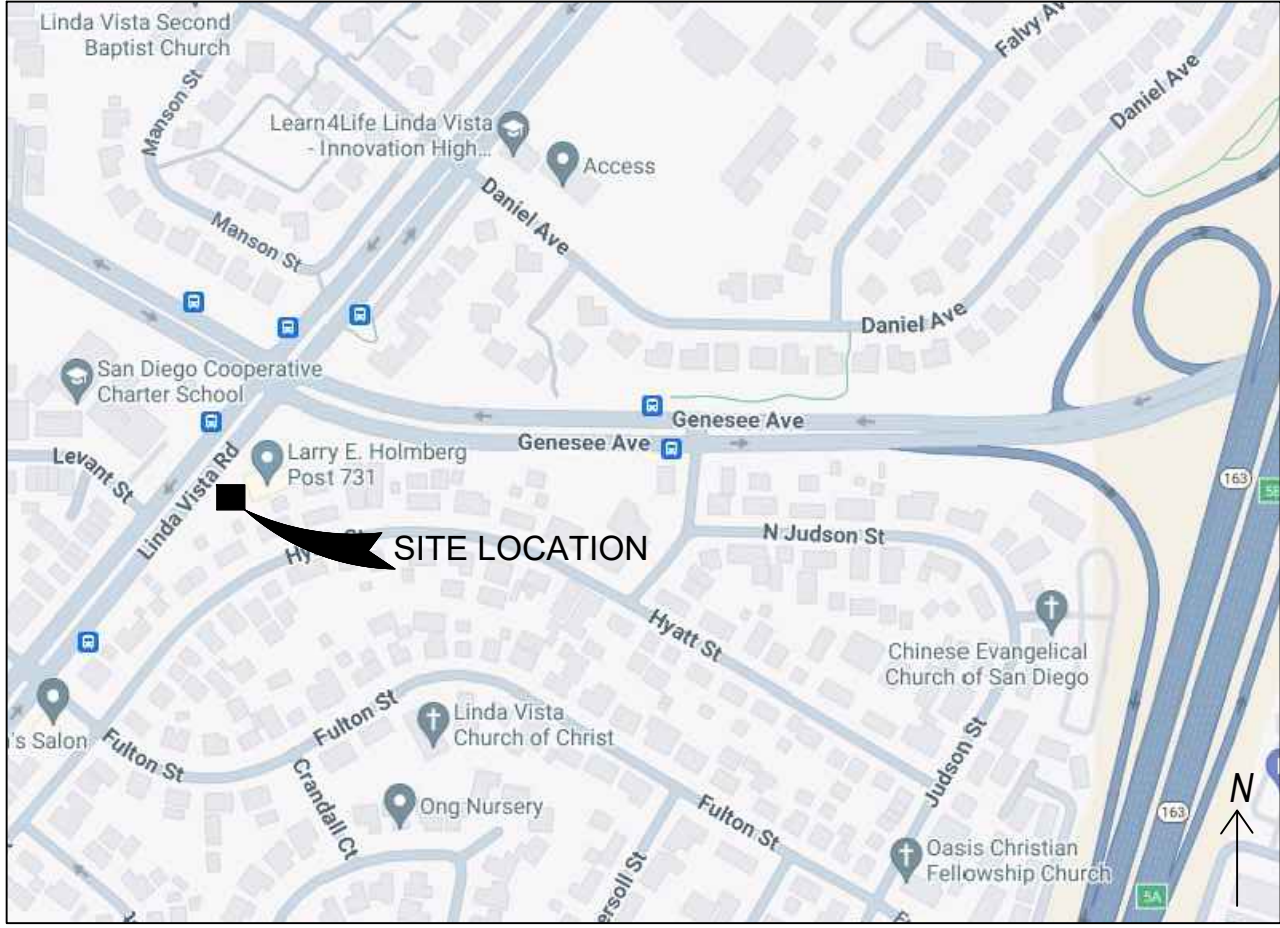 Linda Vista Second
Baptist Church
Manson St
Falvy Av
Daniel Ave
Learn4Life Linda Vista
- Innovation High...
Access
Daniel Ave
Manson St
Daniel Ave
San Diego Cooperative
Charter School
Genesee Ave
Genesee Ave
Levant St
Linda Vista Rd
Larry E. Holmberg
Post 731
163
SITE LOCATION
N Judson St
Hyatt St
Chinese Evangelical
Church of San Diego
Fulton St
Linda Vista
Church of Christ
's Salon
Fulton St
Judson St
Crandall Ct
Ong Nursery
Fulton St
163
N
ersoll St
Oasis Christian
Fellowship Church
5A